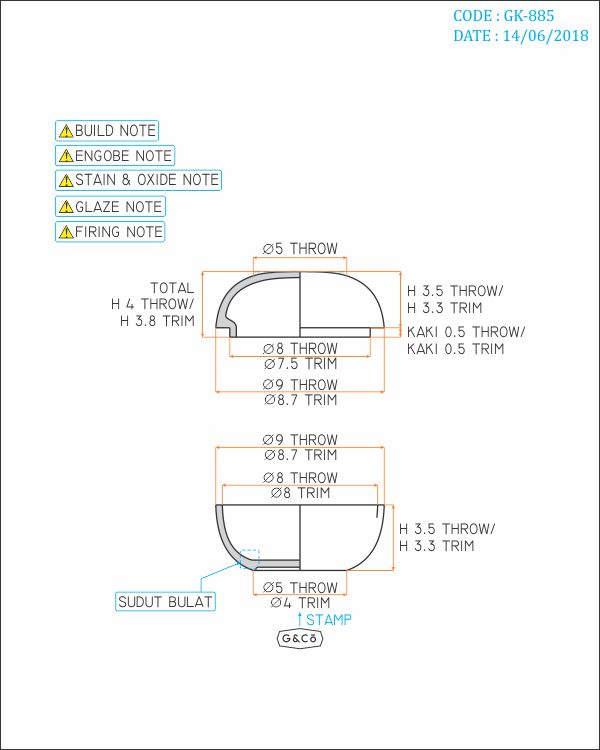 CODE : GK-885
DATE : 14/06/2018
BUILD NOTE
ENGOBE NOTE
STAIN & OXIDE NOTE
GLAZE NOTE
FIRING NOTE
Ø5 THROW
TOTAL
H 4 THROW/
H 3.8 TRIM
H 3.5 THROW/
H 3.3 TRIM
KAKI 0.5 THROW/
KAKI 0.5 TRIM
Ø8 THROW
Ø7.5 TRIM
Ø9 THROW
Ø8.7 TRIM
Ø9 THROW
Ø8.7 TRIM
Ø8 THROW
Ø8 TRIM
H 3.5 THROW/
H 3.3 TRIM
SUDUT BULAT
Ø5 THROW
Ø4 TRIM
STAMP
G&Cō